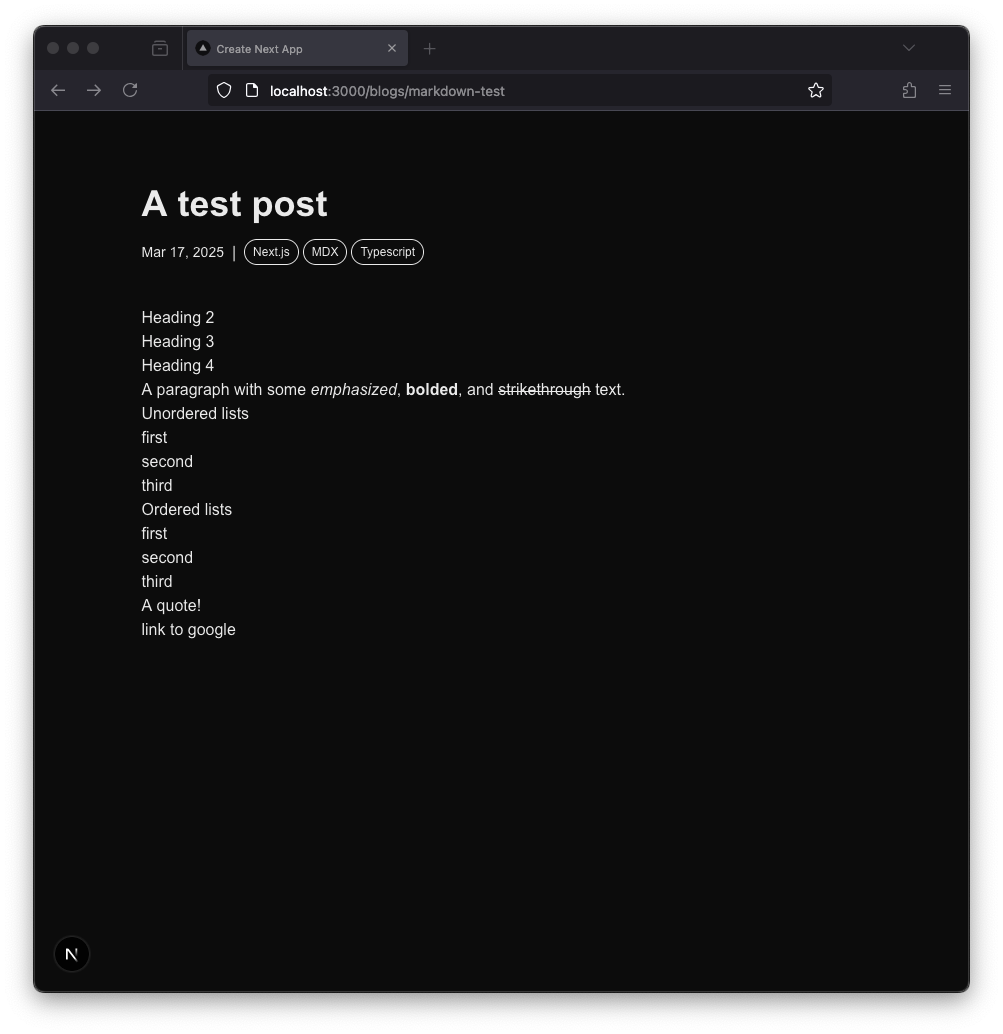 Create Next App
localhost:3000/blogs/markdown-test
A test post
Mar 17, 2025 | Next.js MDX Typescript
Heading 2
Heading 3
Heading 4
A paragraph with some emphasized, bolded, and strikethrough text.
Unordered lists
first
second
third
Ordered lists
first
second
third
A quote!
link to google
N